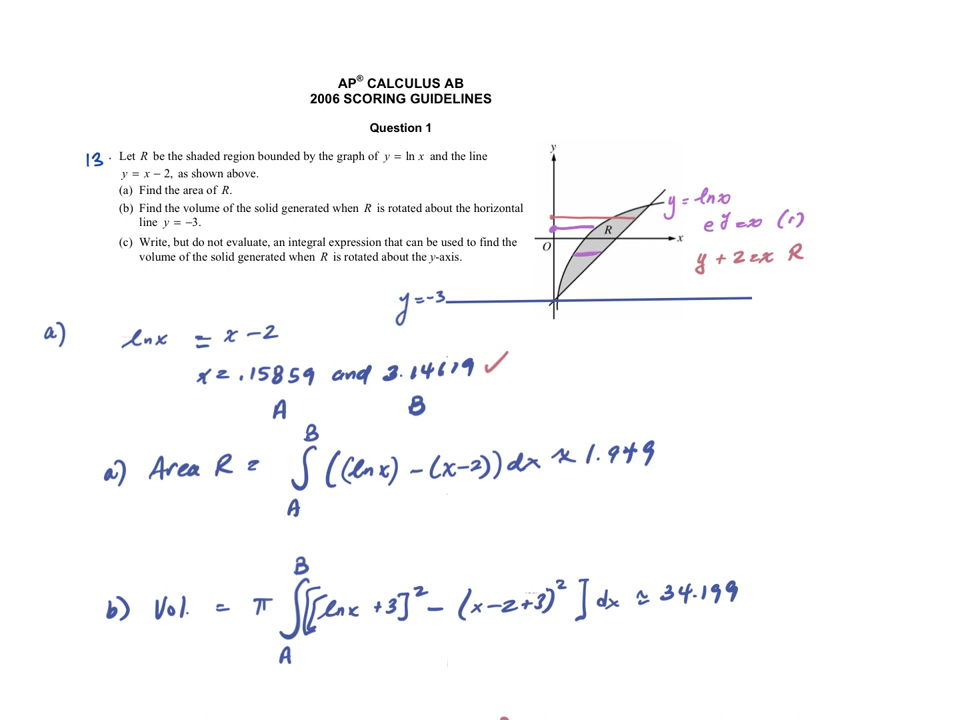 AP® CALCULUS AB
2006 SCORING GUIDELINES
Question 1
13. Let R be the shaded region bounded by the graph of y = ln x and the line
y = x − 2, as shown above.
(a) Find the area of R.
(b) Find the volume of the solid generated when R is rotated about the horizontal
line y = −3.
(c) Write, but do not evaluate, an integral expression that can be used to find the
volume of the solid generated when R is rotated about the y-axis.
y
R
O
x
y = lnx
e^y = x (r)
y + 2 = x R
y = -3
a) lnx = x - 2
x = .15859 and 3.14619 ✓
A B
B
a) Area R = ∫ ((ln x) - (x-2)) dx ≈ 1.949
A
B
b) Vol. = π ∫ [[lnx + 3]² - (x-2+3)²] dx ≈ 34.199
A